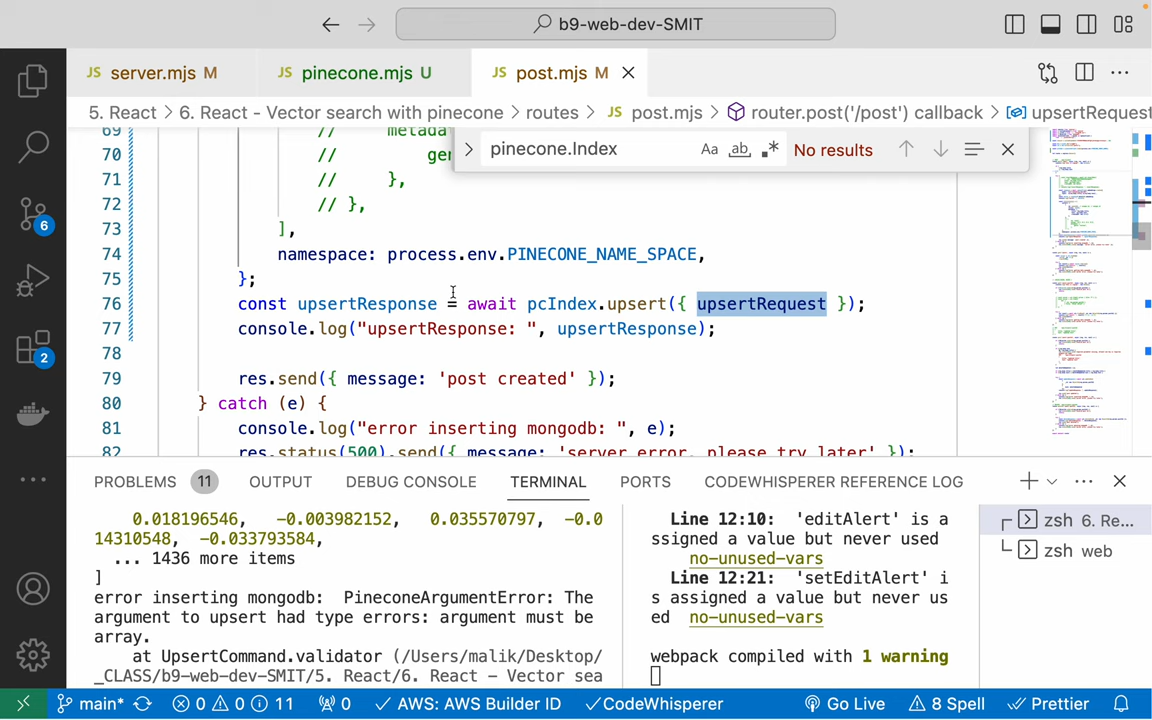 b9-web-dev-SMIT
JS server.mjs M
JS pinecone.mjs U
JS post.mjs M
5. React > 6. React - Vector search with pinecone > routes > JS post.mjs > router.post('/post') callback > upsertRequest
pinecone.Index
Aa ab .*
No results
69 // metada
70 // gen
71 // },
72 // },
73 ],
74 namespace: process.env.PINECONE_NAME_SPACE,
75 };
76 const upsertResponse = await pcIndex.upsert({ upsertRequest });
77 console.log("upsertResponse: ", upsertResponse);
78
79 res.send({ message: 'post created' });
80 } catch (e) {
81 console.log("error inserting mongodb: ", e);
82 res.status(500).send({ message: 'server error, please try later' });
PROBLEMS 11 OUTPUT DEBUG CONSOLE TERMINAL PORTS CODEWHISPERER REFERENCE LOG
0.018196546, -0.003982152, 0.035570797, -0.0
14310548, -0.033793584,
... 1436 more items
]
error inserting mongodb: PineconeArgumentError: The
argument to upsert had type errors: argument must be
array.
at UpsertCommand.validator (/Users/malik/Desktop/
_CLASS/b9-web-dev-SMIT/5. React/6. React - Vector sea
Line 12:10: 'editAlert' is a
ssigned a value but never used
no-unused-vars
Line 12:21: 'setEditAlert' i
s assigned a value but never us
ed no-unused-vars
webpack compiled with 1 warning
zsh 6. Re...
zsh web
6
2
main* 0 0 11 0 AWS: AWS Builder ID CodeWhisperer Go Live 8 Spell Prettier